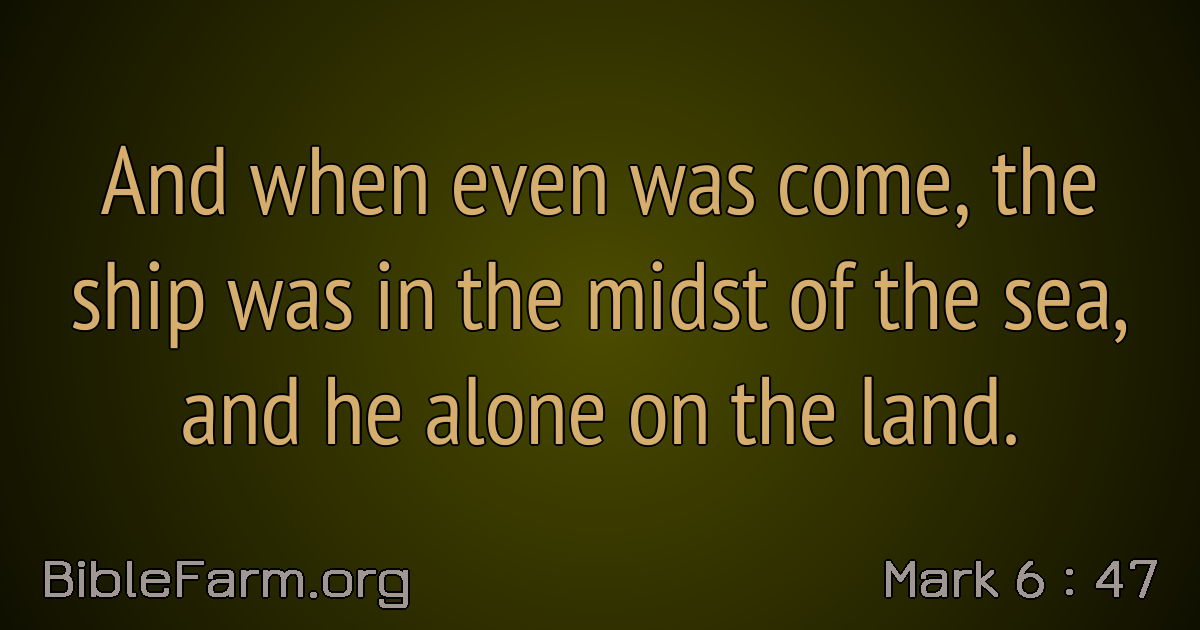 And when even was come, the
ship was in the midst of the sea,
and he alone on the land.
BibleFarm.org
Mark 6 : 47